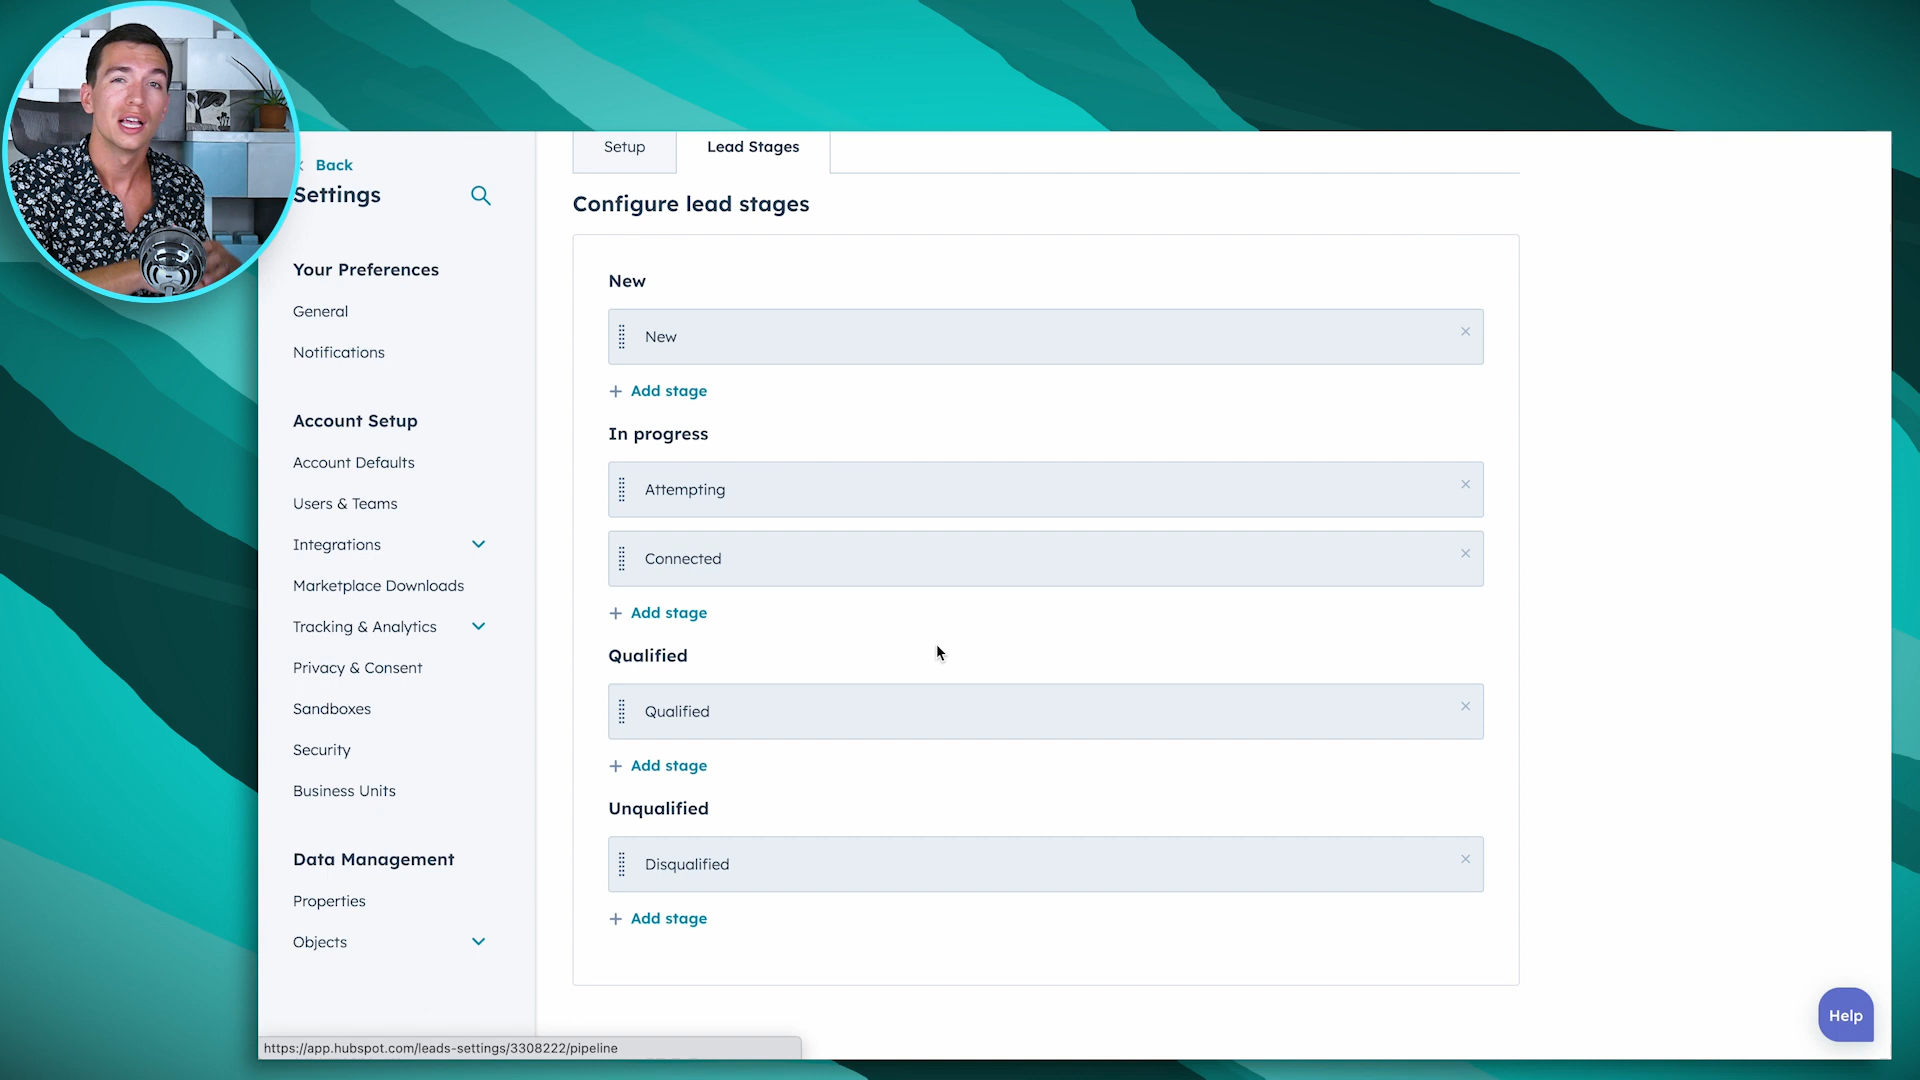 Back
Settings
Your Preferences
General
Notifications
Account Setup
Account Defaults
Users & Teams
Integrations
Marketplace Downloads
Tracking & Analytics
Privacy & Consent
Sandboxes
Security
Business Units
Data Management
Properties
Objects
https://app.hubspot.com/leads-settings/3308222/pipeline
Setup
Lead Stages
Configure lead stages
New
New
+ Add stage
In progress
Attempting
Connected
+ Add stage
Qualified
Qualified
+ Add stage
Unqualified
Disqualified
+ Add stage
Help